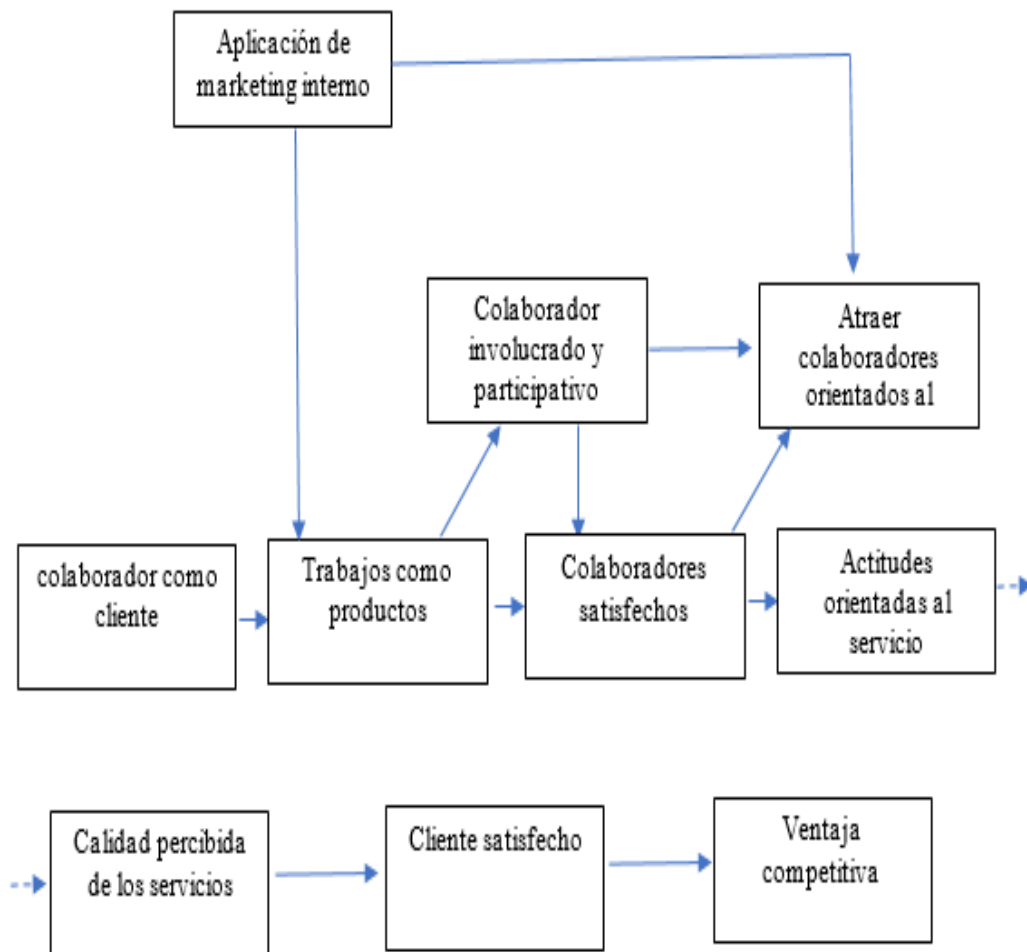 Aplicación de
marketing interno
Colaborador
involucrado y
participativo
Atraer
colaboradores
orientados al
colaborador como
cliente
Trabajos como
productos
Colaboradores
satisfechos
Actitudes
orientadas al
servicio
Calidad percibida
de los servicios
Cliente satisfecho
Ventaja
competitiva